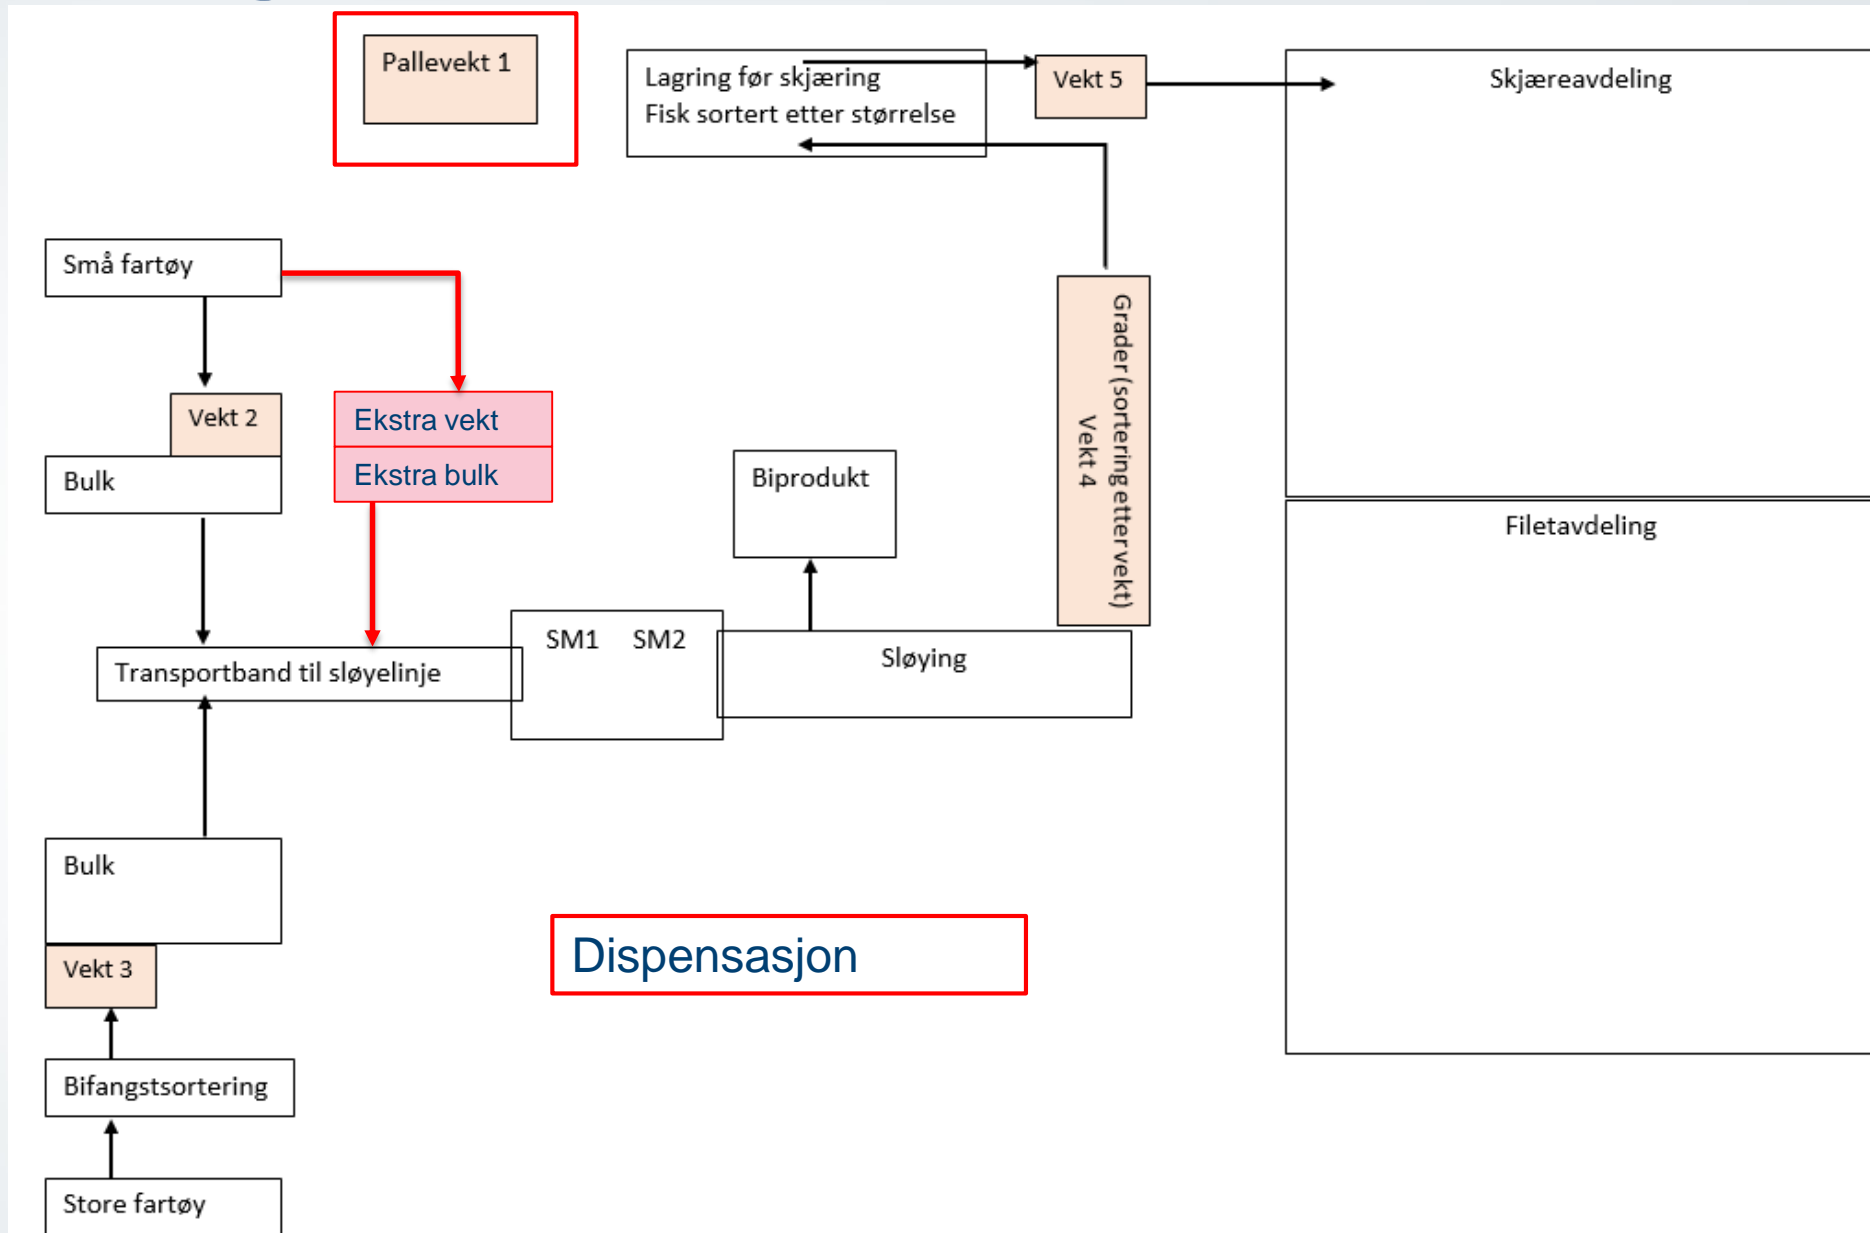 Pallevekt 1
Lagring før skjæring
Fisk sortert etter størrelse
Vekt 5
Skjæreavdeling
Små fartøy
Vekt 2
Bulk
Ekstra vekt
Ekstra bulk
Biprodukt
Grader (sortering etter vekt)
Vekt 4
Filetavdeling
Transportband til sløyelinje
SM1 SM2
Sløying
Bulk
Vekt 3
Dispensasjon
Bifangstsortering
Store fartøy